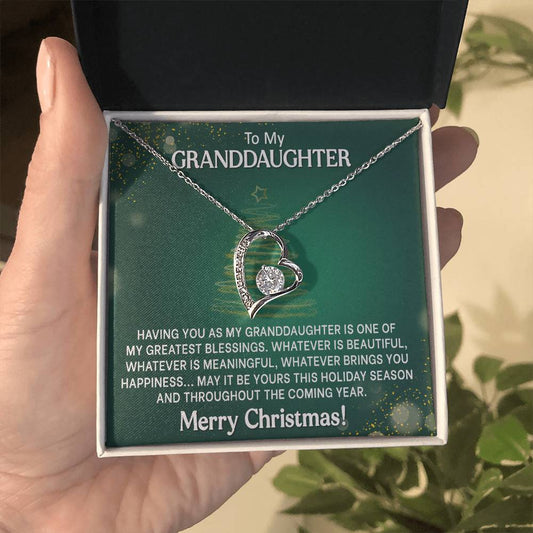 To My
GRANDDAUGHTER
HAVING YOU AS MY GRANDDAUGHTER IS ONE OF
MY GREATEST BLESSINGS. WHATEVER IS BEAUTIFUL,
WHATEVER IS MEANINGFUL, WHATEVER BRINGS YOU
HAPPINESS... MAY IT BE YOURS THIS HOLIDAY SEASON
AND THROUGHOUT THE COMING YEAR.
Merry Christmas!